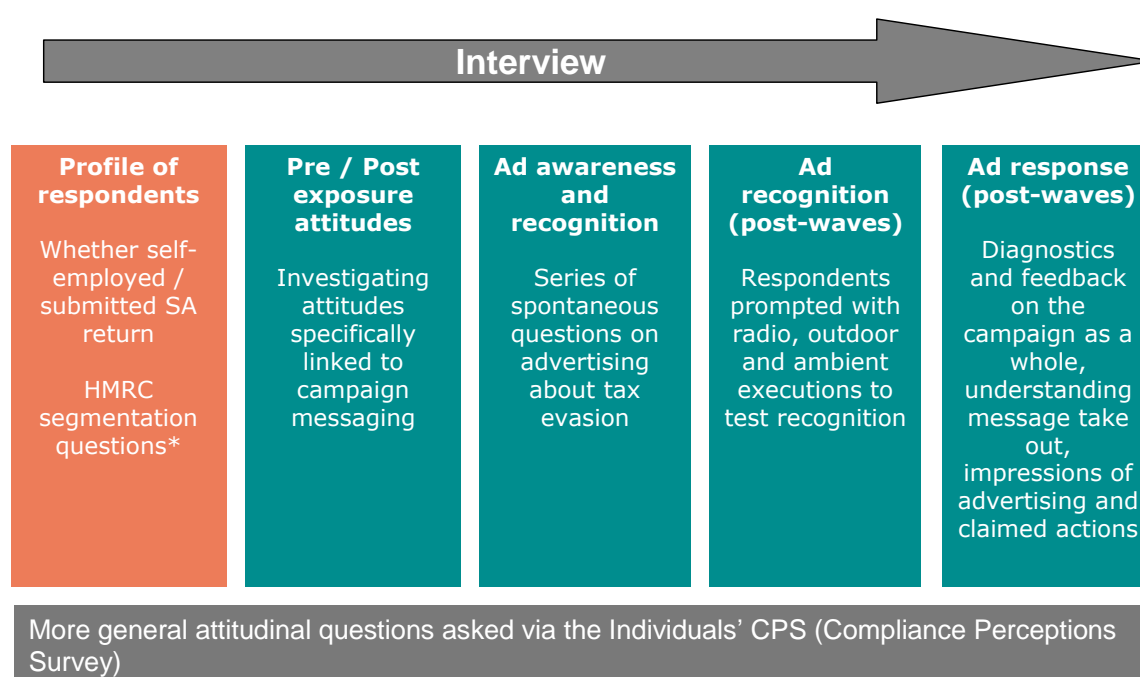 Interview
Profile of
respondents
Whether self-
employed /
submitted SA
return
HMRC
segmentation
questions*
Pre / Post
exposure
attitudes
Investigating
attitudes
specifically
linked to
campaign
messaging
Ad awareness
and
recognition
Series of
spontaneous
questions on
advertising
about tax
evasion
Ad
recognition
(post-waves)
Respondents
prompted with
radio, outdoor
and ambient
executions to
test recognition
Ad response
(post-waves)
Diagnostics
and feedback
on the
campaign as a
whole,
understanding
message take
out,
impressions of
advertising and
claimed actions
More general attitudinal questions asked via the Individuals’ CPS (Compliance Perceptions
Survey)